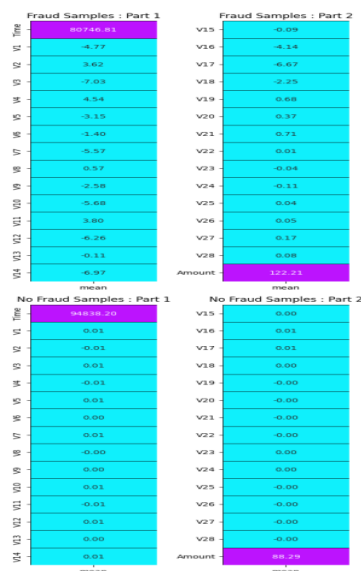 Fraud Samples : Part 1
Time 80746.81
V1 -4.77
V2 3.62
V3 -7.03
V4 4.54
V5 -3.15
V6 -1.40
V7 -5.57
V8 0.57
V9 -2.58
V10 -5.68
V11 3.80
V12 -6.26
V13 -0.11
V14 -6.97
mean
Fraud Samples : Part 2
V15 -0.09
V16 -4.14
V17 -6.67
V18 -2.25
V19 0.68
V20 0.37
V21 0.71
V22 0.01
V23 -0.04
V24 -0.11
V25 0.04
V26 0.05
V27 0.17
V28 0.08
Amount 122.21
mean
No Fraud Samples : Part 1
Time 94838.20
V1 0.01
V2 -0.01
V3 0.01
V4 -0.01
V5 0.01
V6 0.00
V7 0.01
V8 -0.00
V9 0.00
V10 0.01
V11 -0.01
V12 0.01
V13 0.00
V14 0.01
No Fraud Samples : Part 2
V15 0.00
V16 0.01
V17 0.01
V18 0.00
V19 -0.00
V20 -0.00
V21 -0.00
V22 -0.00
V23 0.00
V24 0.00
V25 -0.00
V26 -0.00
V27 -0.00
V28 -0.00
Amount 88.29